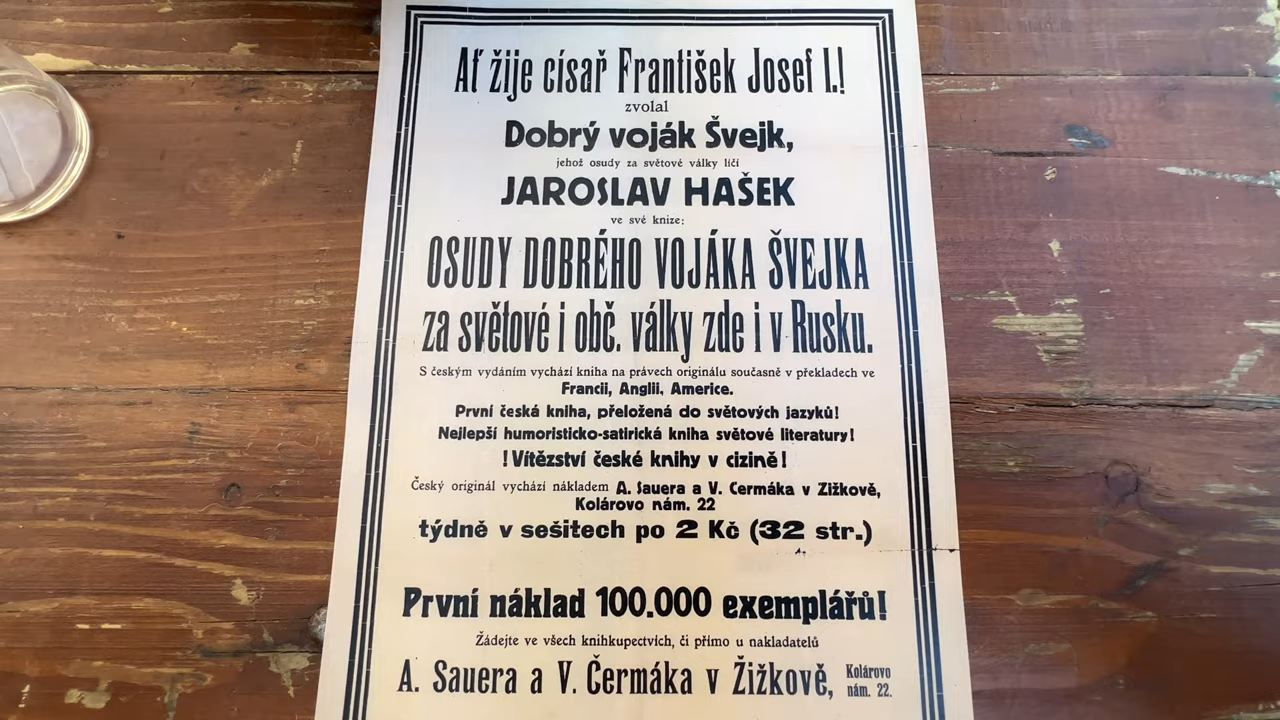 Ať žije císař František Josef I.!
zvolal
Dobrý voják Švejk,
jehož osudy za světové války líčí
JAROSLAV HAŠEK
ve své knize:
OSUDY DOBRÉHO VOJÁKA ŠVEJKA
za světové i obč. války zde i v Rusku.
S českým vydáním vychází kniha na právech originálu současně v překladech ve
Francii, Anglii, Americe.
První česká kniha, přeložená do světových jazyků!
Nejlepší humoristicko-satirická kniha světové literatury!
!Vítězství české knihy v cizině!
Český originál vychází nákladem A. Sauera a V. Čermáka v Žižkově,
Kolárovo nám. 22
týdně v sešitech po 2 Kč (32 str.)
První náklad 100.000 exemplářů!
Žádejte ve všech knihkupectvích, či přímo u nakladatelů
A. Sauera a V. Čermáka v Žižkově, Kolárovo
nám. 22.